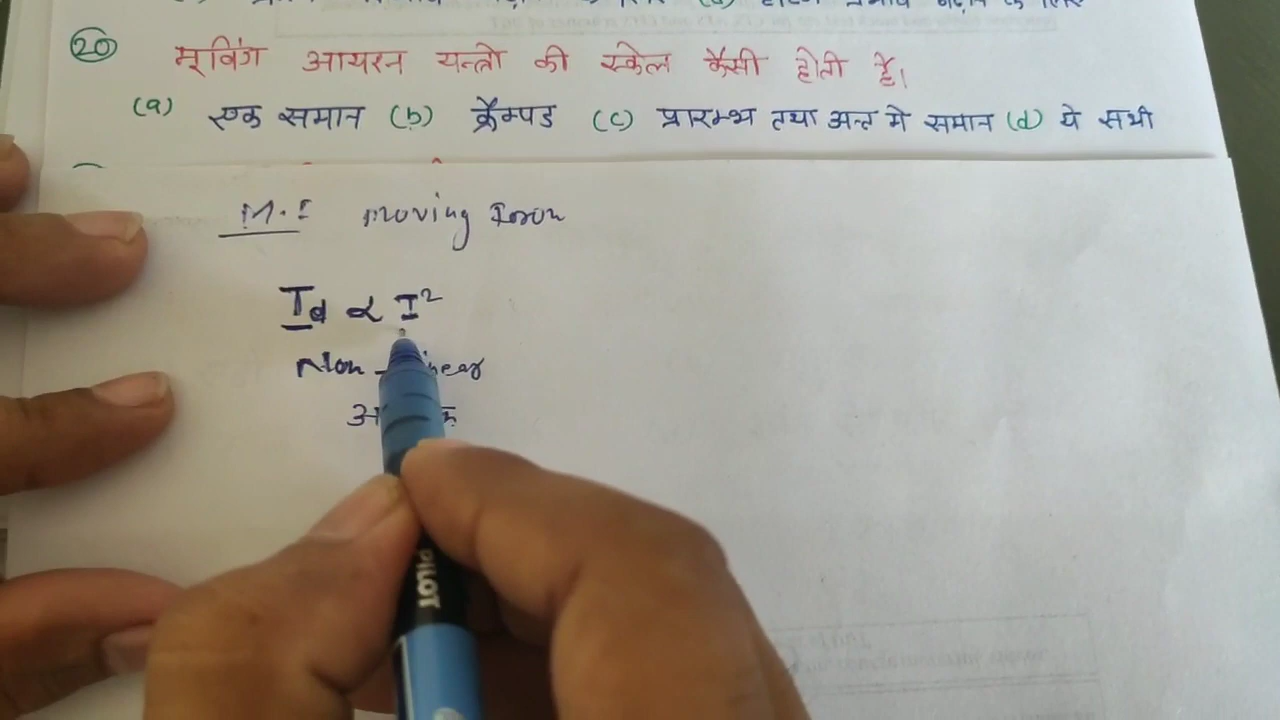 (20) मूविंग आयरन यन्त्रो की स्केल कैसी होती है।
(a) एक समान (b) क्रैम्पड (c) प्रारम्भ तथा अन्त मे समान (d) ये सभी
M.I moving Iron
Td ∝ I²
Non
PILOT